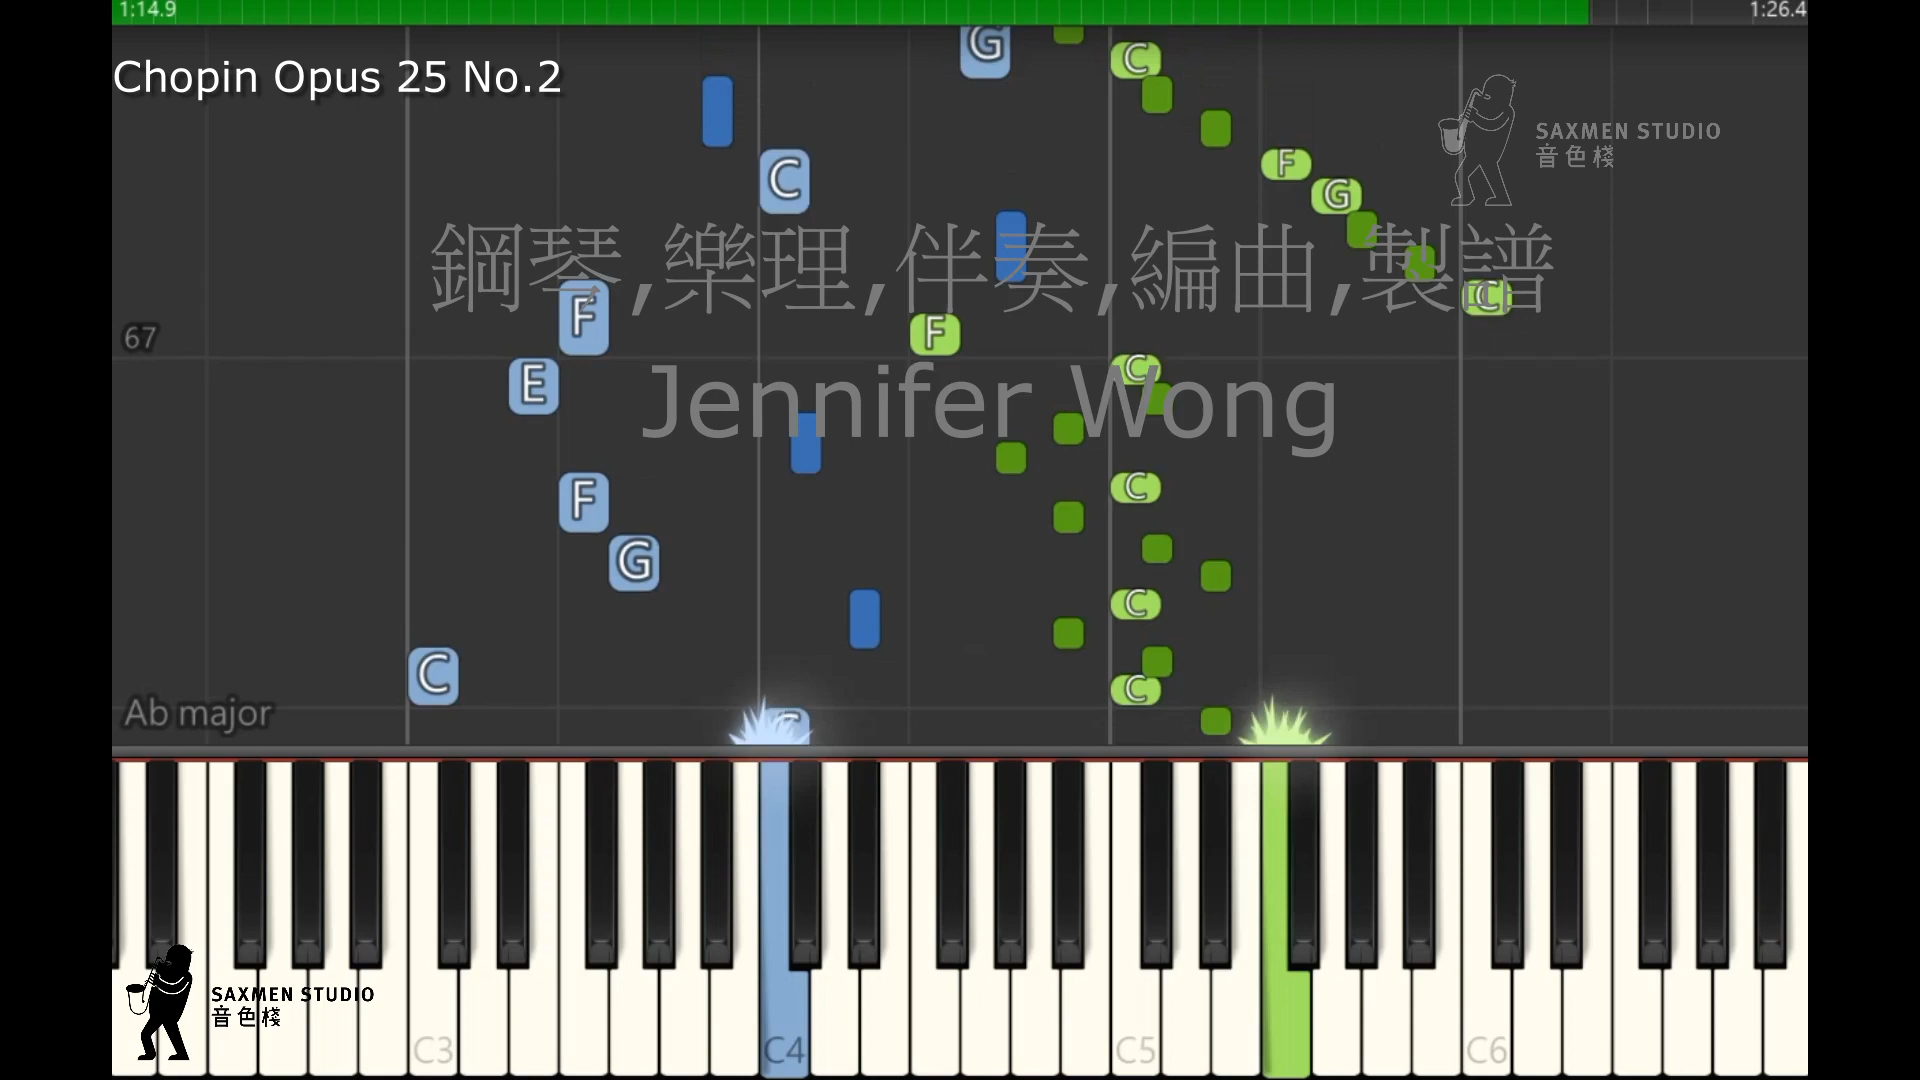 1:14.9
1:26.4
G
C
Chopin Opus 25 No.2
SAXMEN STUDIO
音色棧
F
C
G
鋼琴,樂理,伴奏,編曲,製譜
C
F
F
67
C
E
Jennifer Wong
C
F
G
C
C
C
Ab major
C
SAXMEN STUDIO
音色棧
C3
C4
C5
C6